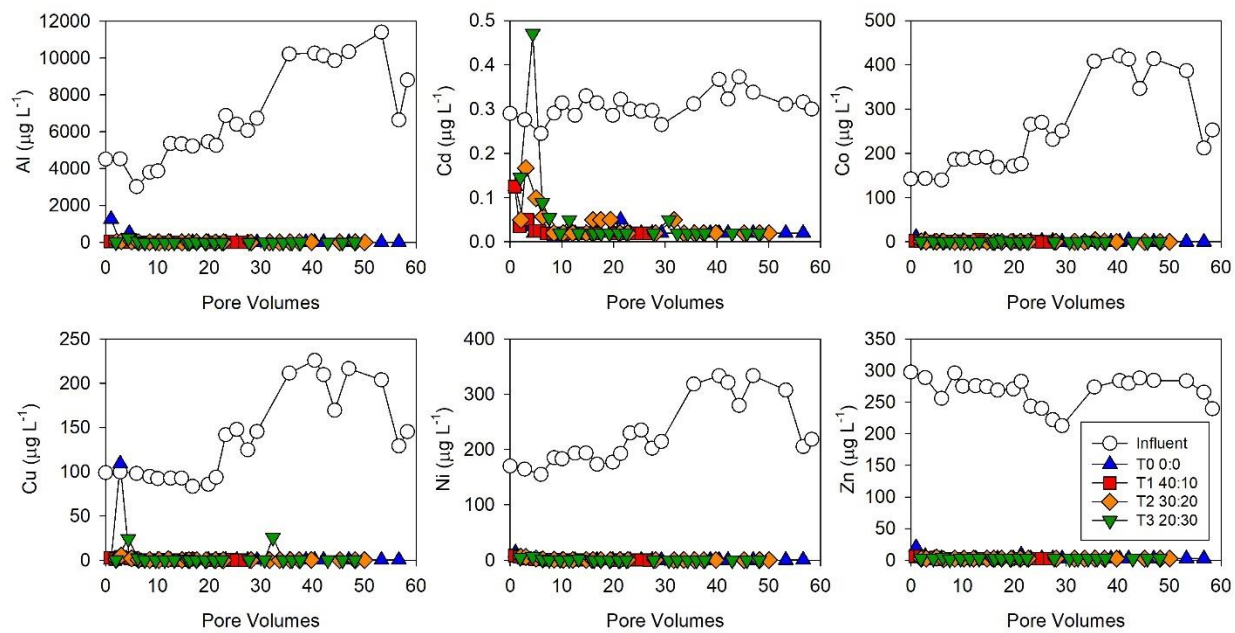 12000
10000
8000
6000
4000
2000
0
Al (µg L-1)
0 10 20 30 40 50 60
Pore Volumes
0.5
0.4
0.3
0.2
0.1
0.0
Cd (µg L-1)
0 10 20 30 40 50 60
Pore Volumes
500
400
300
200
100
0
Co (µg L-1)
0 10 20 30 40 50 60
Pore Volumes
250
200
150
100
50
0
Cu (µg L-1)
0 10 20 30 40 50 60
Pore Volumes
400
300
200
100
0
Ni (µg L-1)
0 10 20 30 40 50 60
Pore Volumes
350
300
250
200
150
100
50
0
Zn (µg L-1)
0 10 20 30 40 50 60
Pore Volumes
Influent
T0 0:0
T1 40:10
T2 30:20
T3 20:30